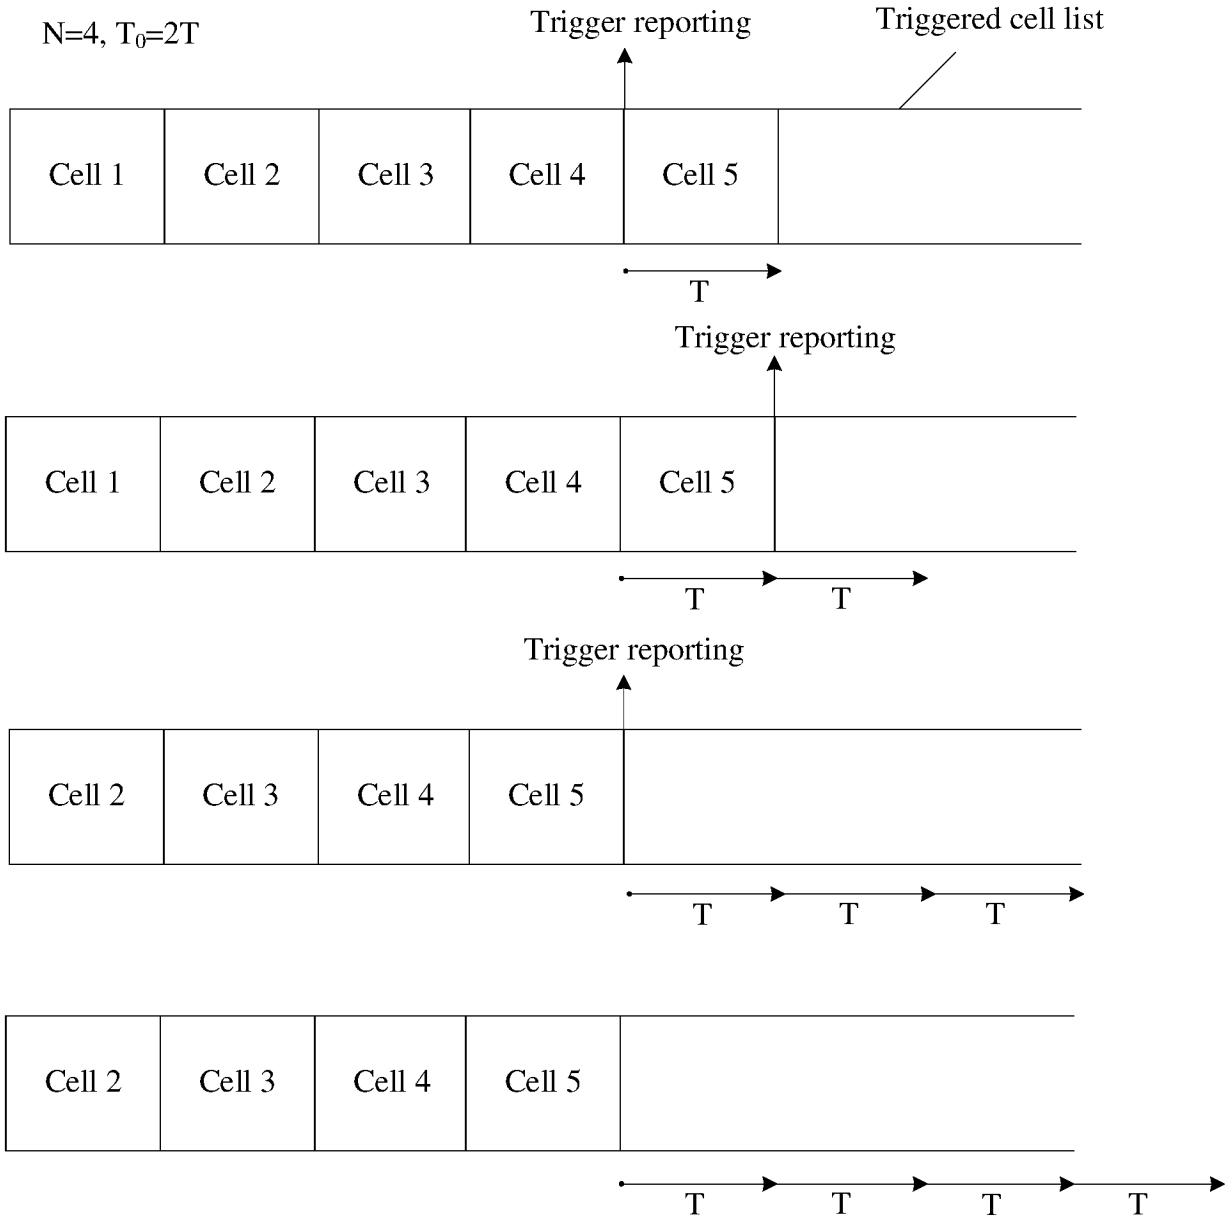 N=4, T₀=2T
Trigger reporting
Triggered cell list
Cell 1 Cell 2 Cell 3 Cell 4 Cell 5
T
Trigger reporting
Cell 1 Cell 2 Cell 3 Cell 4 Cell 5
T T
Trigger reporting
Cell 2 Cell 3 Cell 4 Cell 5
T T T
Cell 2 Cell 3 Cell 4 Cell 5
T T T T